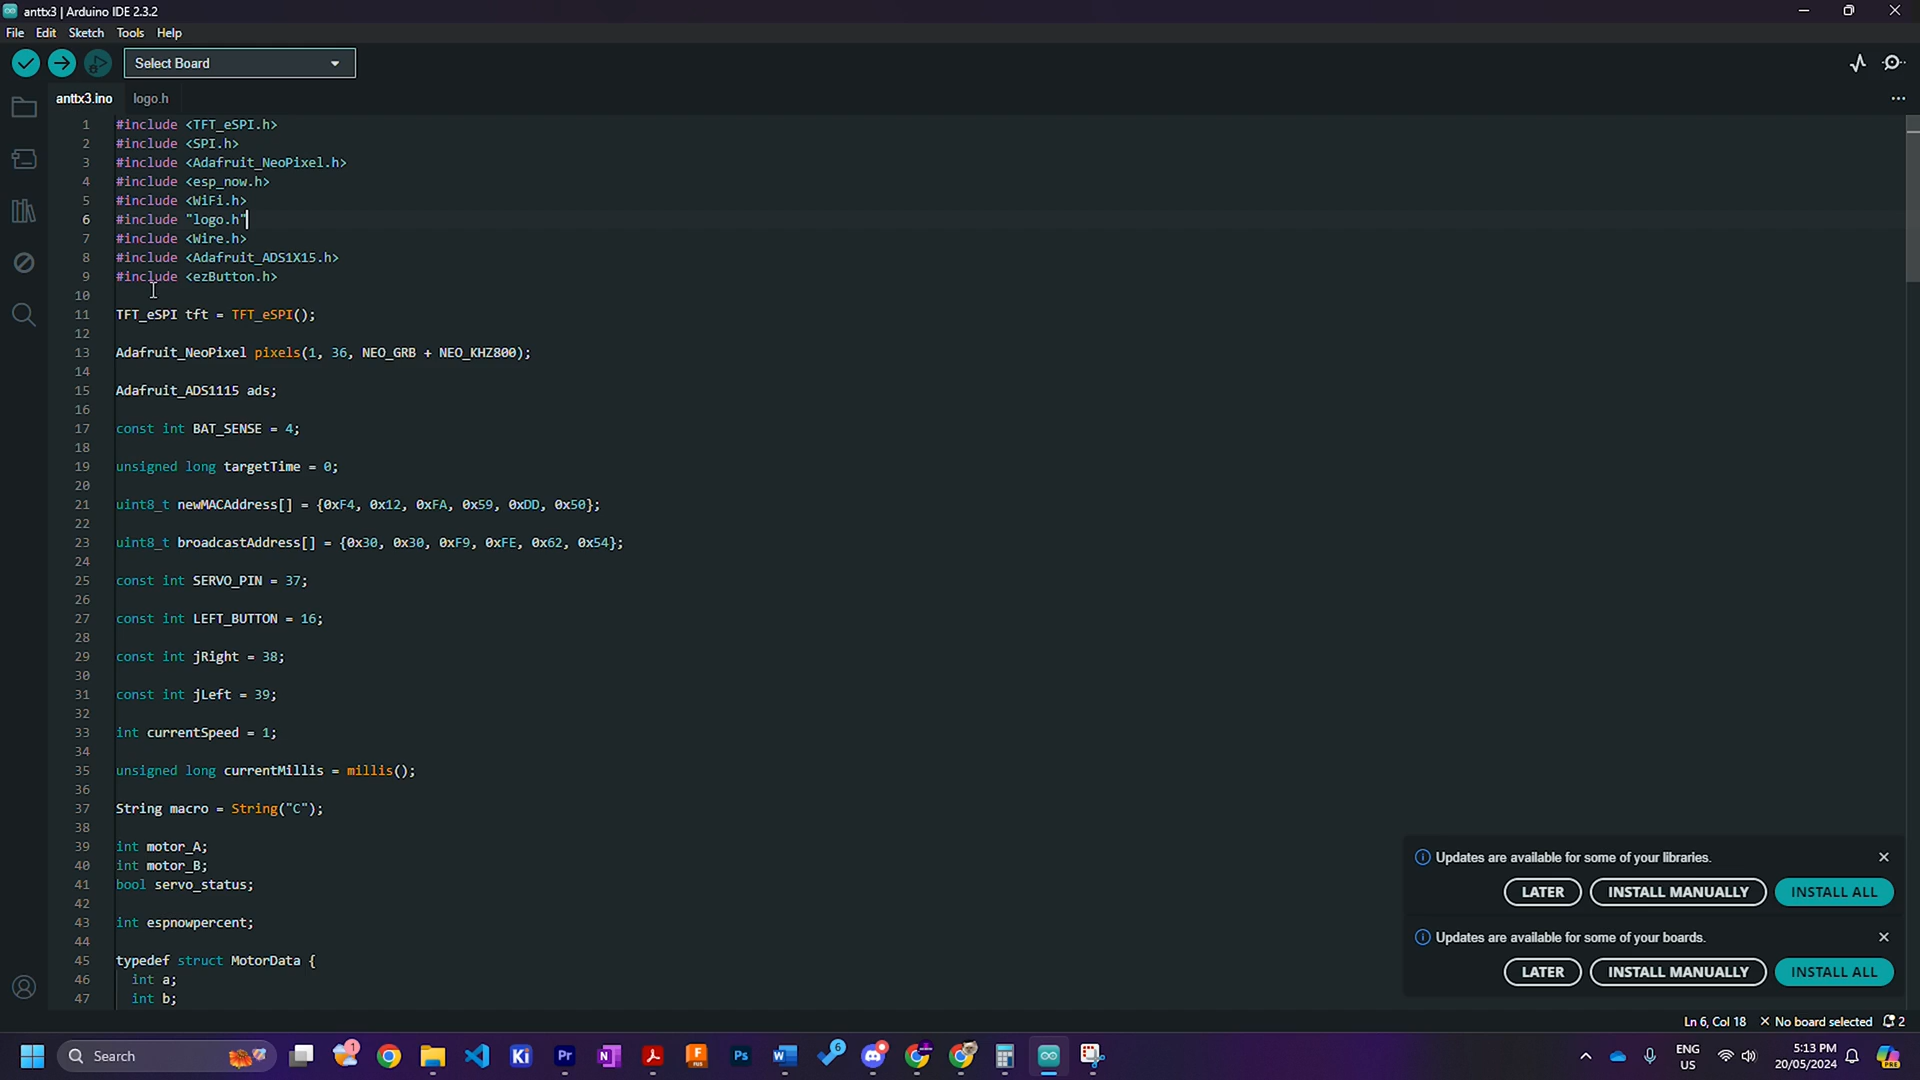 anttx3 | Arduino IDE 2.3.2
File Edit Sketch Tools Help
Select Board
anttx3.ino logo.h
1 #include <TFT_eSPI.h>
2 #include <SPI.h>
3 #include <Adafruit_NeoPixel.h>
4 #include <esp_now.h>
5 #include <WiFi.h>
6 #include "logo.h"
7 #include <Wire.h>
8 #include <Adafruit_ADS1X15.h>
9 #include <ezButton.h>
10
11 TFT_eSPI tft = TFT_eSPI();
12
13 Adafruit_NeoPixel pixels(1, 36, NEO_GRB + NEO_KHZ800);
14
15 Adafruit_ADS1115 ads;
16
17 const int BAT_SENSE = 4;
18
19 unsigned long targetTime = 0;
20
21 uint8_t newMACAddress[] = {0xF4, 0x12, 0xFA, 0x59, 0xDD, 0x50};
22
23 uint8_t broadcastAddress[] = {0x30, 0x30, 0xF9, 0xFE, 0x62, 0x54};
24
25 const int SERVO_PIN = 37;
26
27 const int LEFT_BUTTON = 16;
28
29 const int jRight = 38;
30
31 const int jLeft = 39;
32
33 int currentSpeed = 1;
34
35 unsigned long currentMillis = millis();
36
37 String macro = String("C");
38
39 int motor_A;
40 int motor_B;
41 bool servo_status;
42
43 int espnowpercent;
44
45 typedef struct MotorData {
46 int a;
47 int b;
Updates are available for some of your libraries.
LATER INSTALL MANUALLY INSTALL ALL
Updates are available for some of your boards.
LATER INSTALL MANUALLY INSTALL ALL
Ln 6, Col 18 × No board selected 2
Search 1 Ki Pr N Ps W 6 ENG US 5:13 PM 20/05/2024 PRE